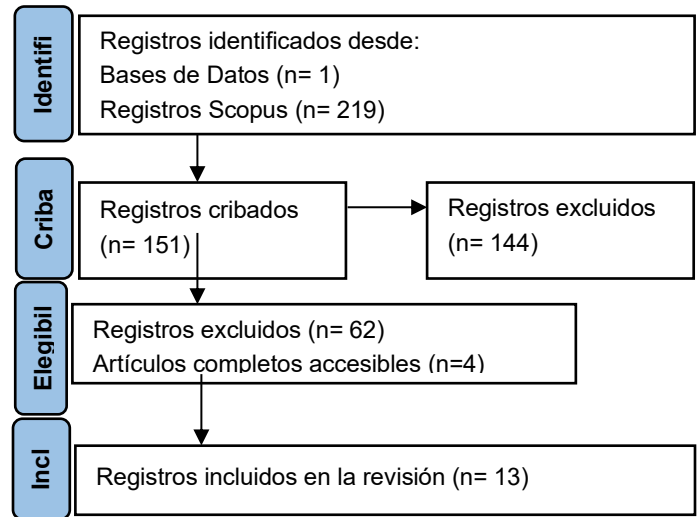 Identifi
Registros identificados desde:
Bases de Datos (n= 1)
Registros Scopus (n= 219)
Criba
Registros cribados
(n= 151)
Registros excluidos
(n= 144)
Elegibil
Registros excluidos (n= 62)
Artículos completos accesibles (n=4)
Incl
Registros incluidos en la revisión (n= 13)